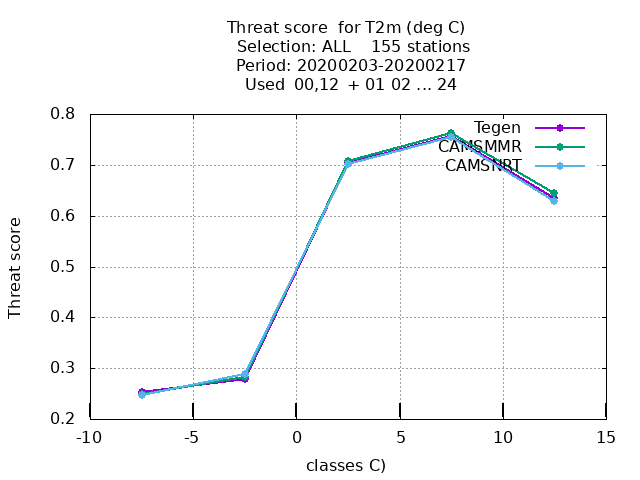 Threat score for T2m (deg C)
Selection: ALL 155 stations
Period: 20200203-20200217
Used 00,12 + 01 02 ... 24
Threat score
0.8
0.7
0.6
0.5
0.4
0.3
0.2
Tegen
CAMSMMR
CAMSNRT
-10 -5 0 5 10 15
classes C)